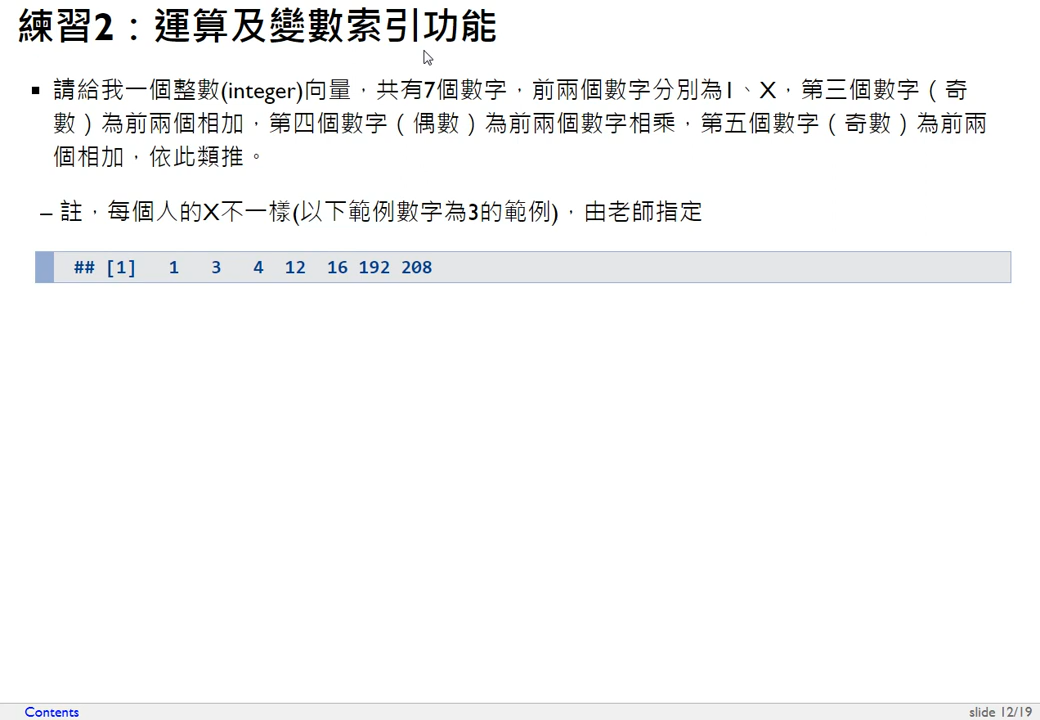 練習2：運算及變數索引功能
▪ 請給我一個整數(integer)向量，共有7個數字，前兩個數字分別為1、X，第三個數字（奇
數）為前兩個相加，第四個數字（偶數）為前兩個數字相乘，第五個數字（奇數）為前兩
個相加，依此類推。
– 註，每個人的X不一樣(以下範例數字為3的範例)，由老師指定
## [1]   1   3   4  12  16 192 208
Contents
slide 12/19